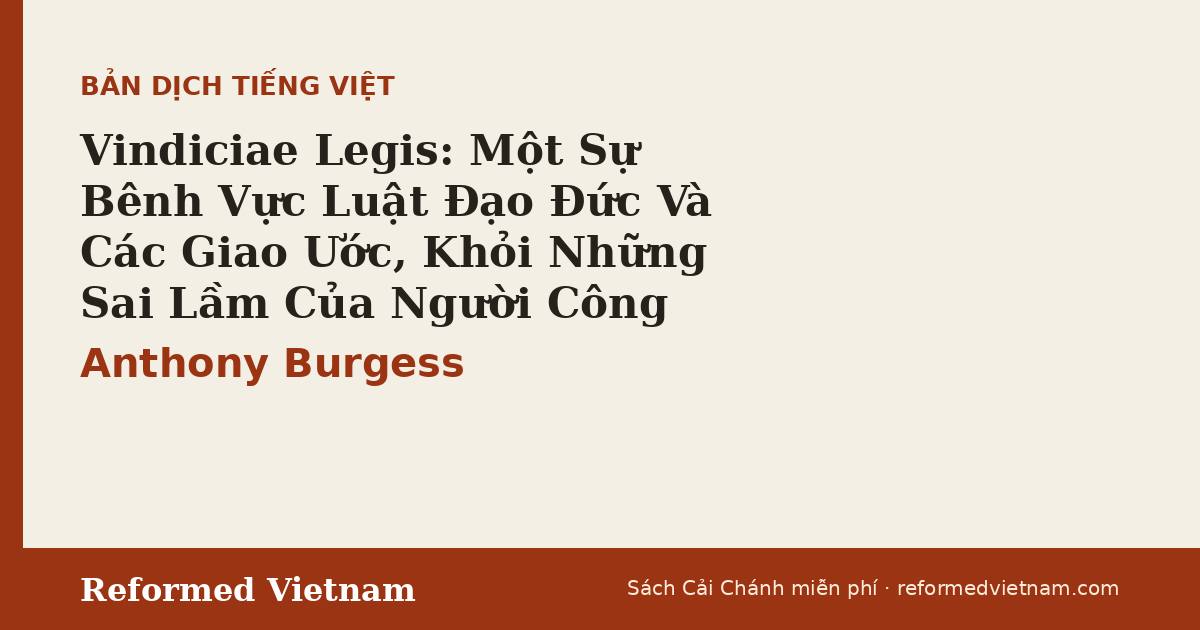 BẢN DỊCH TIẾNG VIỆT
Vindiciae Legis: Một Sự
Bênh Vực Luật Đạo Đức Và
Các Giao Ước, Khỏi Những
Sai Lầm Của Người Công
Anthony Burgess
Reformed Vietnam
Sách Cải Chánh miễn phí · reformedvietnam.com